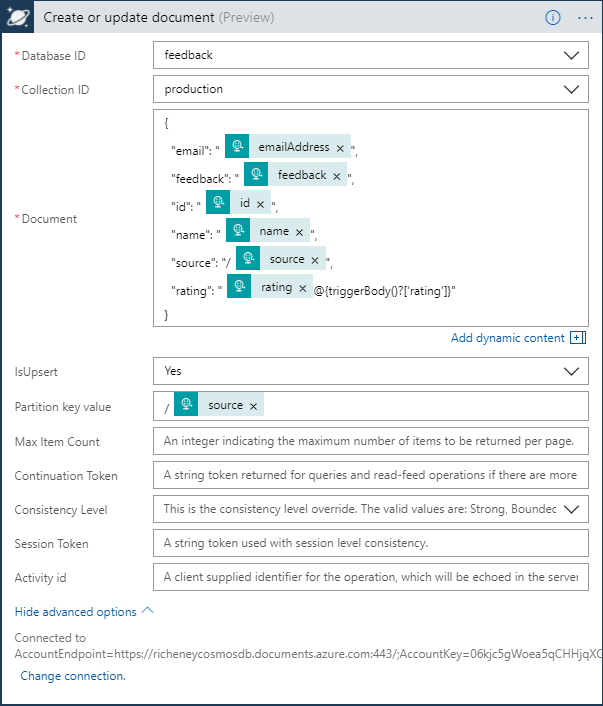 Create or update document (Preview)
* Database ID feedback
* Collection ID production
* Document
{
"email": " emailAddress × ",
"feedback": " feedback × ",
"id": " id × ",
"name": " name × ",
"source": "/ source × ",
"rating": " rating × @{triggerBody()?['rating']}"
}
Add dynamic content
IsUpsert Yes
Partition key value / source ×
Max Item Count An integer indicating the maximum number of items to be returned per page.
Continuation Token A string token returned for queries and read-feed operations if there are more
Consistency Level This is the consistency level override. The valid values are: Strong, Bounded
Session Token A string token used with session level consistency.
Activity id A client supplied identifier for the operation, which will be echoed in the server
Hide advanced options
Connected to
AccountEndpoint=https://richeneycosmosdb.documents.azure.com:443/;AccountKey=06kjc5gWoea5qCHHjqXC
Change connection.